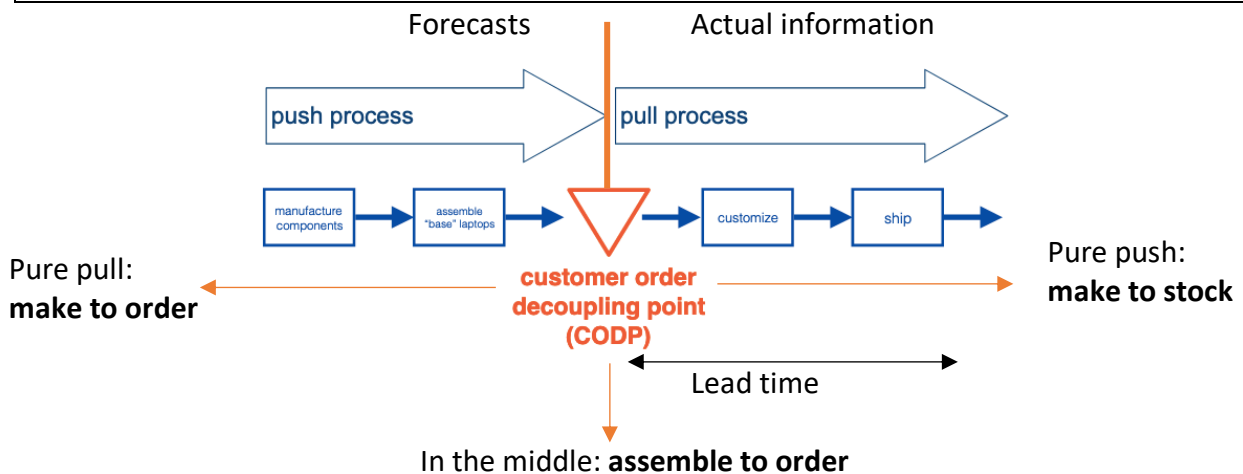 Forecasts
Actual information
push process
pull process
manufacture
components
assemble
"base" laptops
customize
ship
Pure pull:
make to order
customer order
decoupling point
(CODP)
Pure push:
make to stock
Lead time
In the middle: assemble to order